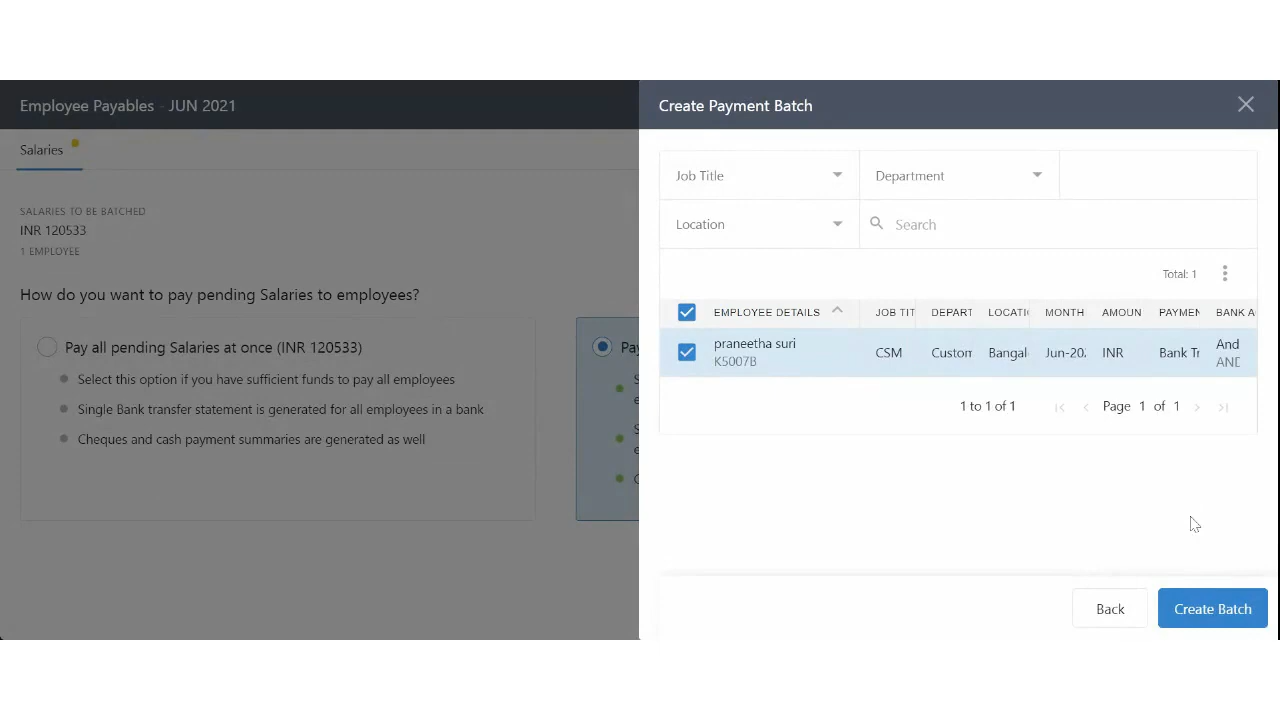 Employee Payables - JUN 2021
Salaries
SALARIES TO BE BATCHED
INR 120533
1 EMPLOYEE
How do you want to pay pending Salaries to employees?
Pay all pending Salaries at once (INR 120533)
Select this option if you have sufficient funds to pay all employees
Single Bank transfer statement is generated for all employees in a bank
Cheques and cash payment summaries are generated as well
Pay
Create Payment Batch
Job Title
Department
Location
Search
Total: 1
EMPLOYEE DETAILS JOB TIT DEPART LOCATI MONTH AMOUN PAYMEN BANK A
praneetha suri
K5007B
CSM Custom Bangal Jun-202 INR Bank Tr And
AND
1 to 1 of 1 Page 1 of 1
Back
Create Batch